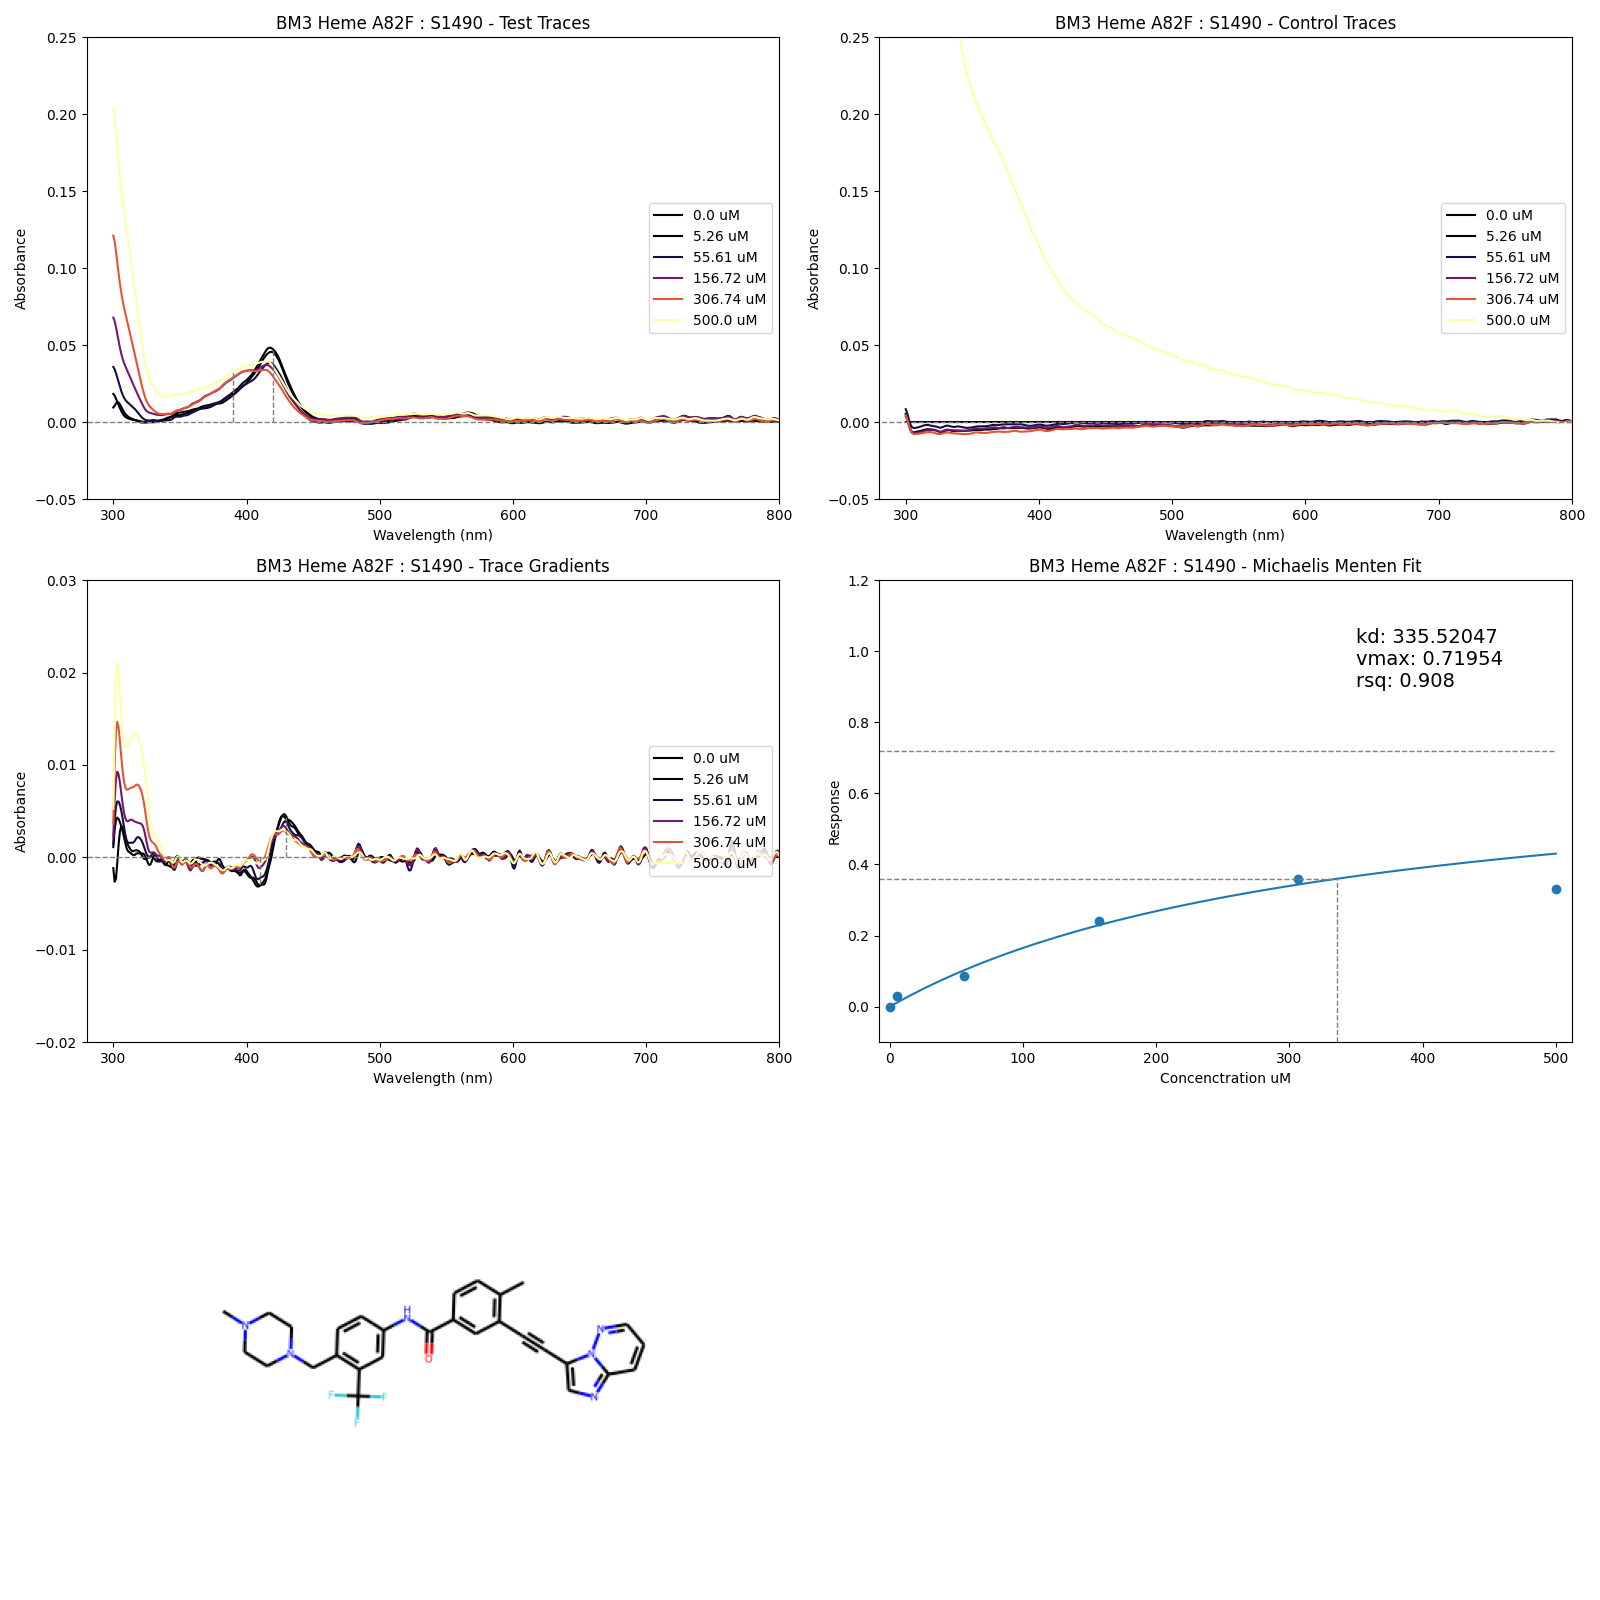 BM3 Heme A82F : S1490 - Test Traces
0.25
0.20
0.15
0.10
0.05
0.00
−0.05
Absorbance
300 400 500 600 700 800
Wavelength (nm)
0.0 uM
5.26 uM
55.61 uM
156.72 uM
306.74 uM
500.0 uM
BM3 Heme A82F : S1490 - Control Traces
0.25
0.20
0.15
0.10
0.05
0.00
−0.05
Absorbance
300 400 500 600 700 800
Wavelength (nm)
0.0 uM
5.26 uM
55.61 uM
156.72 uM
306.74 uM
500.0 uM
BM3 Heme A82F : S1490 - Trace Gradients
0.03
0.02
0.01
0.00
−0.01
−0.02
Absorbance
300 400 500 600 700 800
Wavelength (nm)
0.0 uM
5.26 uM
55.61 uM
156.72 uM
306.74 uM
500.0 uM
BM3 Heme A82F : S1490 - Michaelis Menten Fit
1.2
1.0
0.8
0.6
0.4
0.2
0.0
Response
0 100 200 300 400 500
Concenctration uM
kd: 335.52047
vmax: 0.71954
rsq: 0.908
H
N
N
N
O
F
F
F
N
N
N